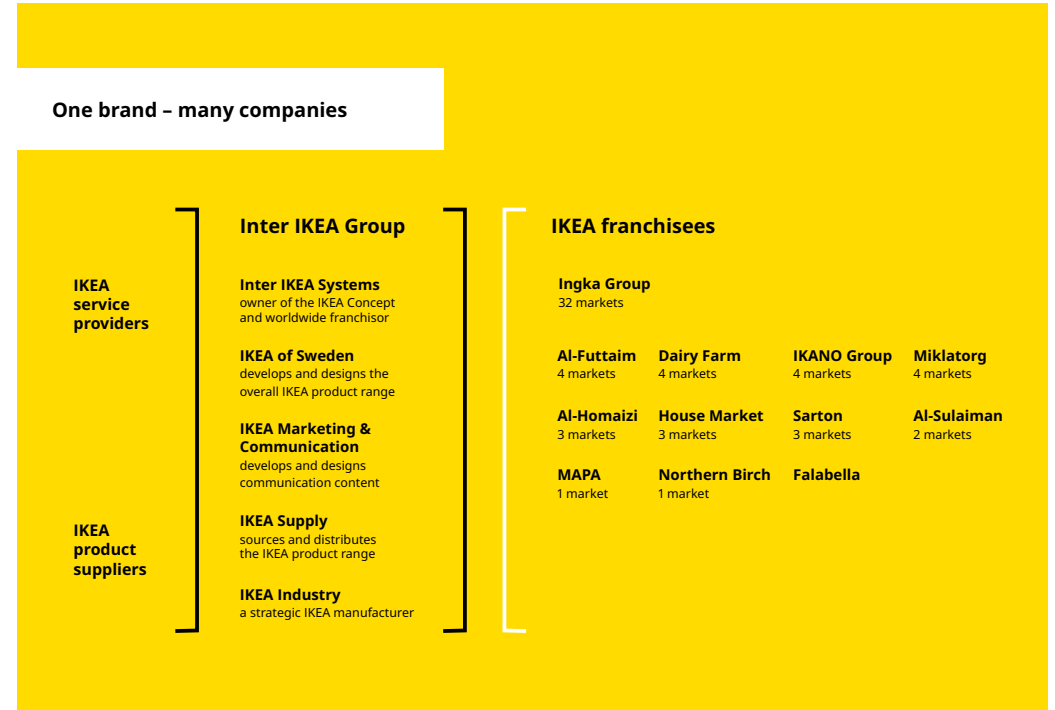 One brand – many companies
IKEA
service
providers
IKEA
product
suppliers
Inter IKEA Group
Inter IKEA Systems
owner of the IKEA Concept
and worldwide franchisor
IKEA of Sweden
develops and designs the
overall IKEA product range
IKEA Marketing &
Communication
develops and designs
communication content
IKEA Supply
sources and distributes
the IKEA product range
IKEA Industry
a strategic IKEA manufacturer
IKEA franchisees
Ingka Group
32 markets
Al-Futtaim
4 markets
Dairy Farm
4 markets
IKANO Group
4 markets
Miklatorg
4 markets
Al-Homaizi
3 markets
House Market
3 markets
Sarton
3 markets
Al-Sulaiman
2 markets
MAPA
1 market
Northern Birch
1 market
Falabella